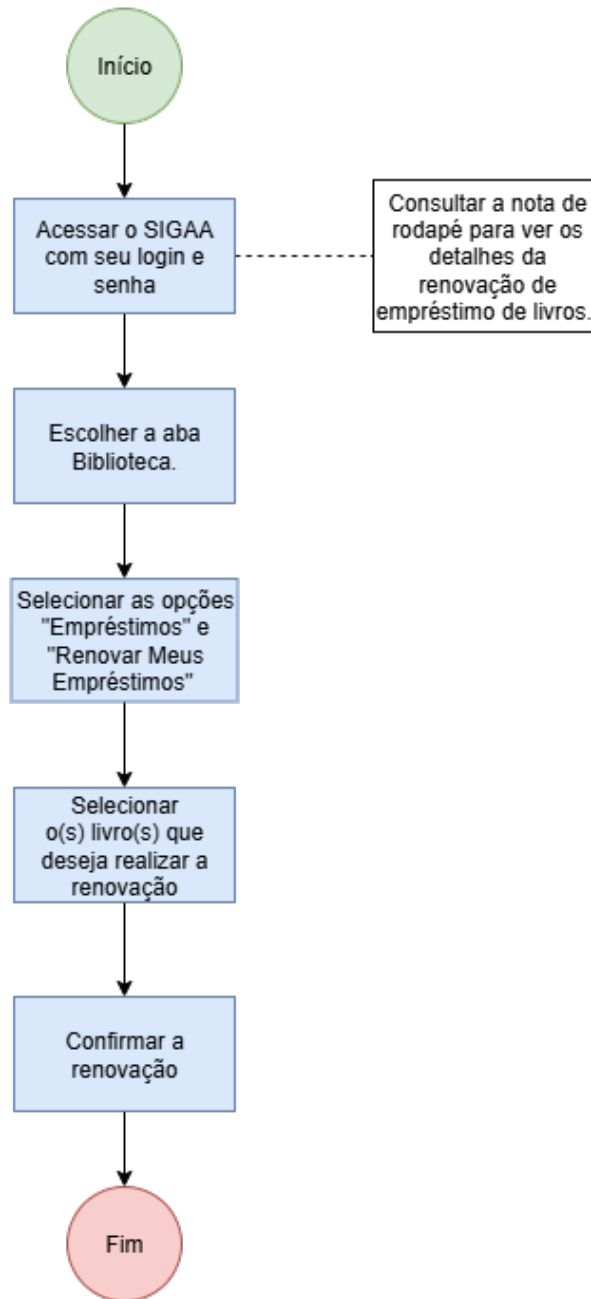 Início
Acessar o SIGAA
com seu login e
senha
Consultar a nota de
rodapé para ver os
detalhes da
renovação de
empréstimo de livros.
Escolher a aba
Biblioteca.
Selecionar as opções
"Empréstimos" e
"Renovar Meus
Empréstimos"
Selecionar
o(s) livro(s) que
deseja realizar a
renovação
Confirmar a
renovação
Fim